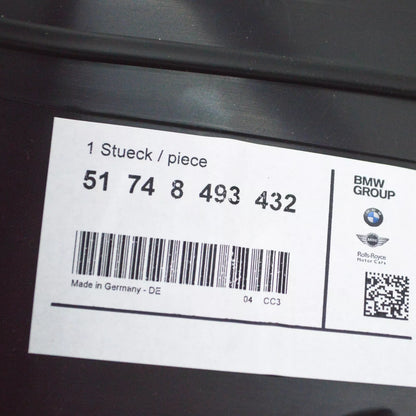 1 Stueck / piece
51 74 8 493 432
Made in Germany - DE
04 CC3
BMW
GROUP
Rolls-Royce
Motor Cars